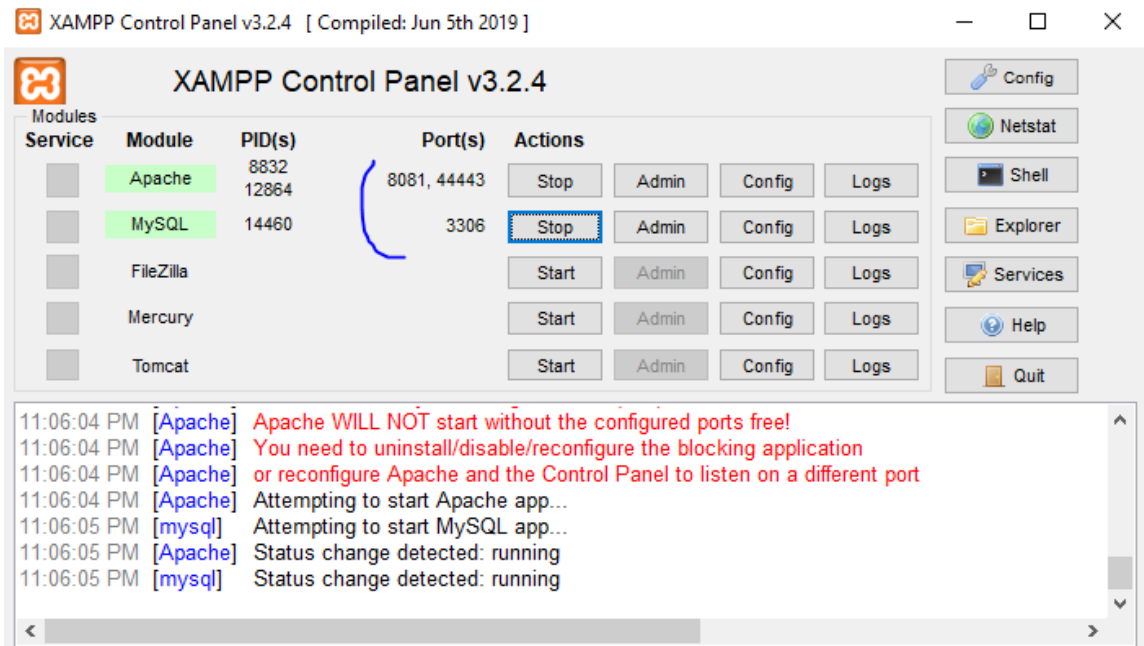 XAMPP Control Panel v3.2.4 [ Compiled: Jun 5th 2019 ]
XAMPP Control Panel v3.2.4
Config
Modules
Service Module PID(s) Port(s) Actions
Netstat
Apache 8832 12864 8081, 44443 Stop Admin Config Logs
Shell
MySQL 14460 3306 Stop Admin Config Logs
Explorer
FileZilla Start Admin Config Logs
Services
Mercury Start Admin Config Logs
Help
Tomcat Start Admin Config Logs
Quit
11:06:04 PM [Apache] Apache WILL NOT start without the configured ports free!
11:06:04 PM [Apache] You need to uninstall/disable/reconfigure the blocking application
11:06:04 PM [Apache] or reconfigure Apache and the Control Panel to listen on a different port
11:06:04 PM [Apache] Attempting to start Apache app...
11:06:05 PM [mysql] Attempting to start MySQL app...
11:06:05 PM [Apache] Status change detected: running
11:06:05 PM [mysql] Status change detected: running